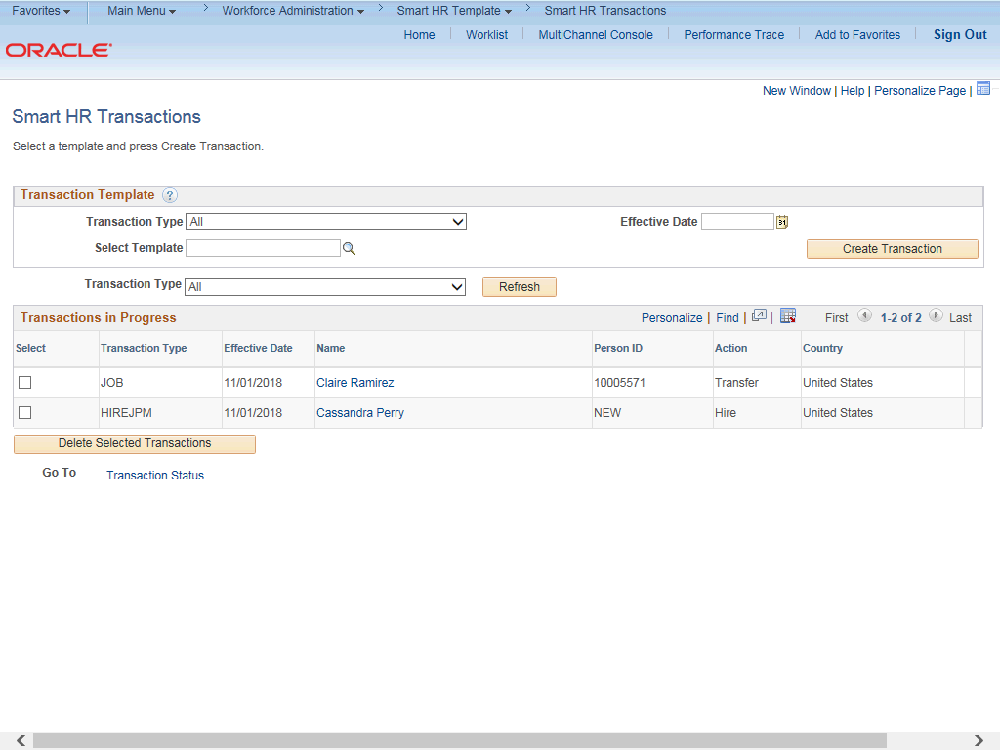 Favorites Main Menu > Workforce Administration > Smart HR Template > Smart HR Transactions
Home Worklist MultiChannel Console Performance Trace Add to Favorites Sign Out
ORACLE
New Window | Help | Personalize Page |
Smart HR Transactions
Select a template and press Create Transaction.
Transaction Template ?
Transaction Type All Effective Date 31
Select Template Create Transaction
Transaction Type All Refresh
Transactions in Progress Personalize | Find | | First 1-2 of 2 Last
Select Transaction Type Effective Date Name Person ID Action Country
JOB 11/01/2018 Claire Ramirez 10005571 Transfer United States
HIREJPM 11/01/2018 Cassandra Perry NEW Hire United States
Delete Selected Transactions
Go To Transaction Status